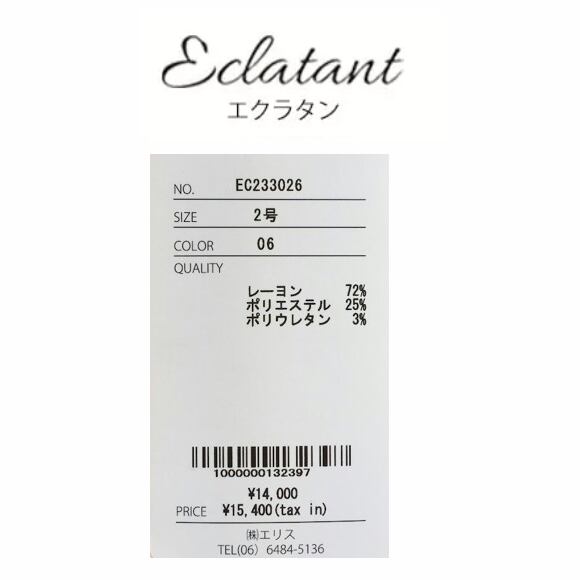 Eclatant
エクラタン
NO. EC233026
SIZE 2号
COLOR 06
QUALITY
レーヨン 72%
ポリエステル 25%
ポリウレタン 3%
1000000132397
¥14,000
PRICE ¥15,400(tax in)
㈱エリス
TEL(06) 6484-5136